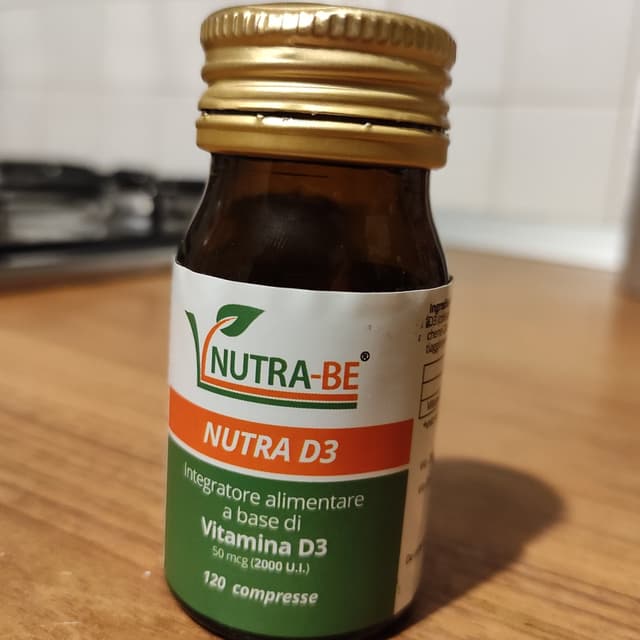 NUTRA-BE®
NUTRA D3
Integratore alimentare
a base di
Vitamina D3
50 mcg (2000 U.I.)
120 compresse